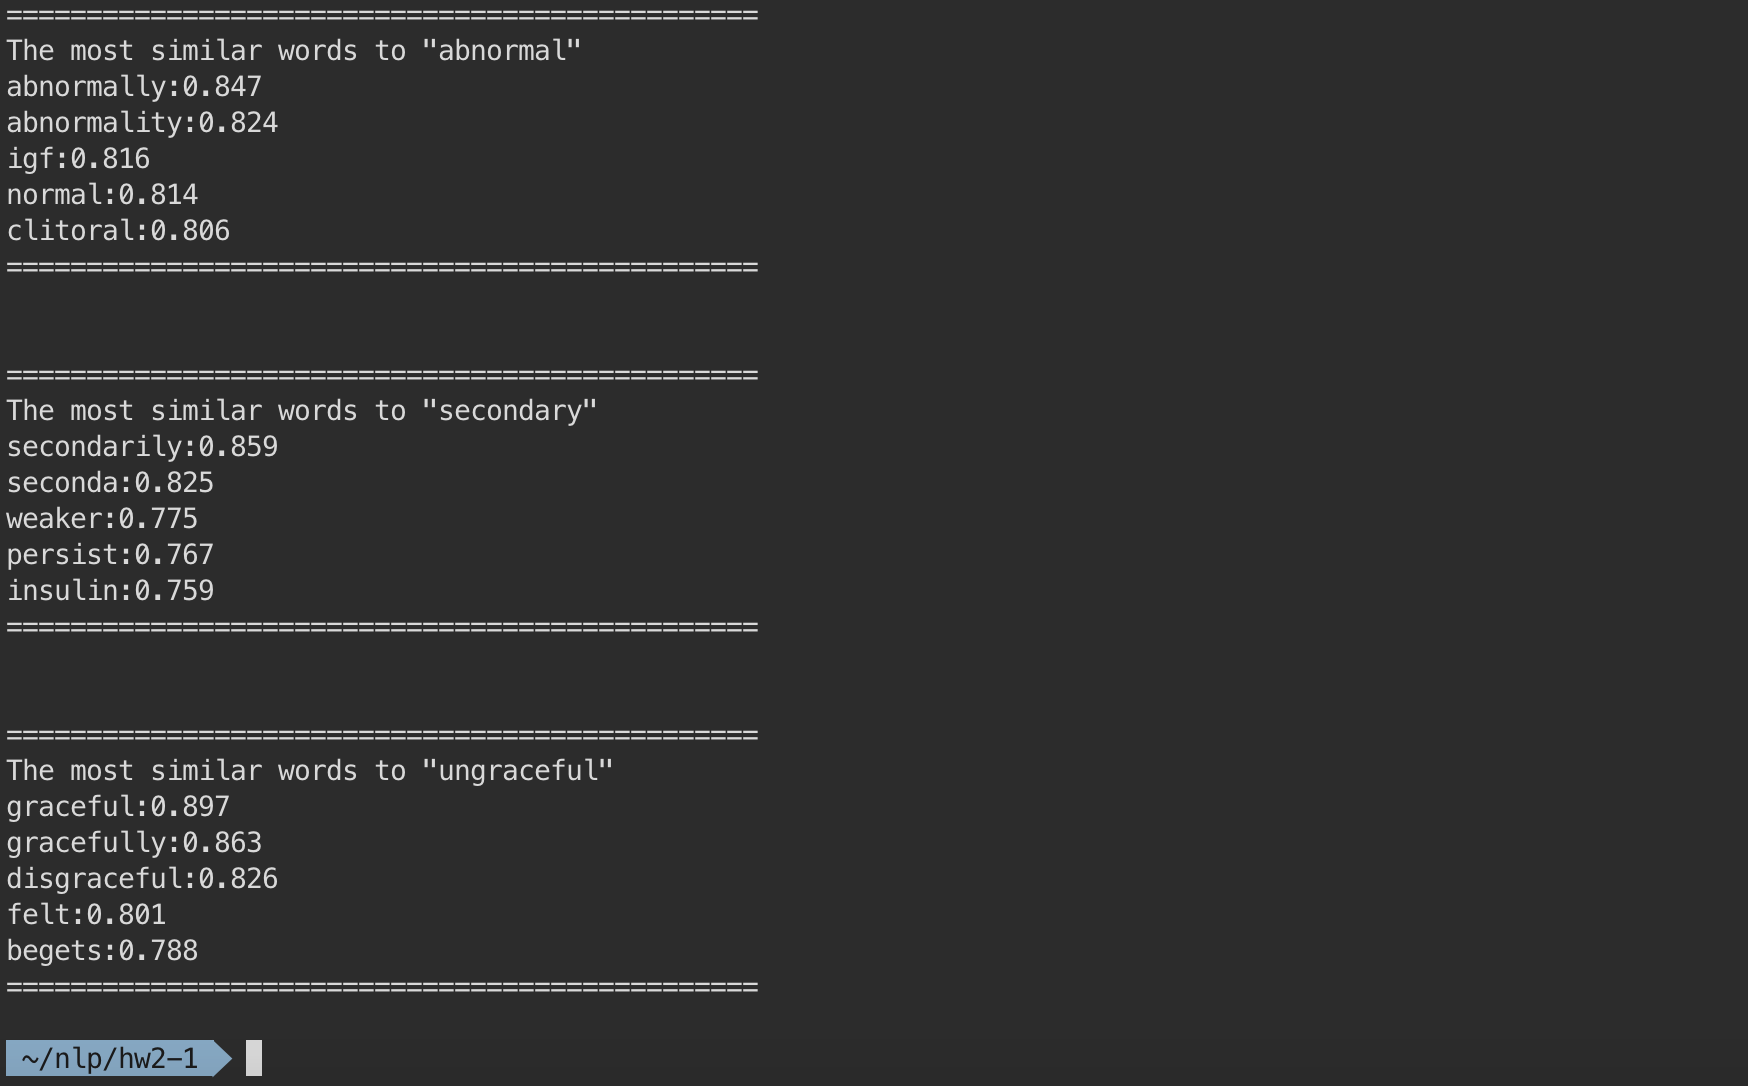 ===============================================
The most similar words to "abnormal"
abnormally:0.847
abnormality:0.824
igf:0.816
normal:0.814
clitoral:0.806
===============================================
===============================================
The most similar words to "secondary"
secondarily:0.859
seconda:0.825
weaker:0.775
persist:0.767
insulin:0.759
===============================================
===============================================
The most similar words to "ungraceful"
graceful:0.897
gracefully:0.863
disgraceful:0.826
felt:0.801
begets:0.788
===============================================
~/nlp/hw2-1